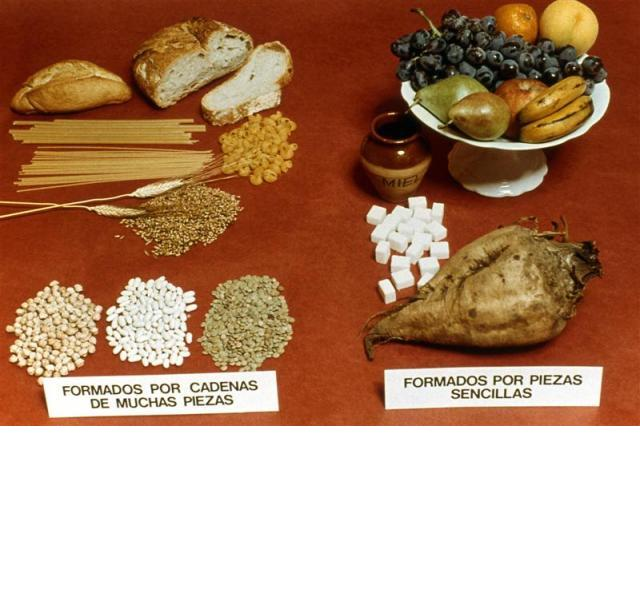 MIEL
FORMADOS POR CADENAS
DE MUCHAS PIEZAS
FORMADOS POR PIEZAS
SENCILLAS